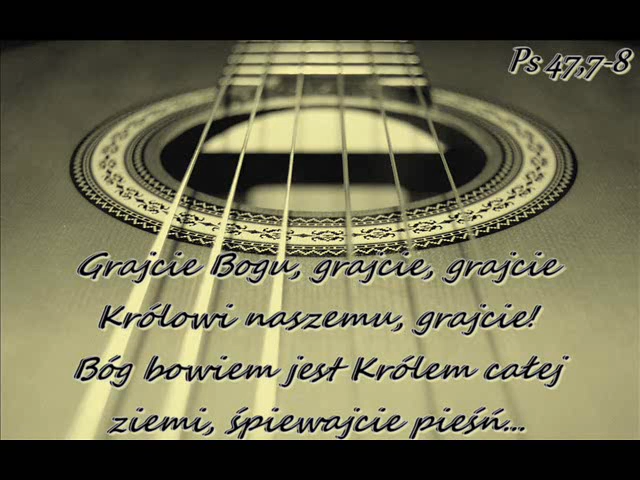 Ps 47,7-8
Grajcie Bogu, grajcie, grajcie
Królowi naszemu, grajcie!
Bóg bowiem jest Królem całej
ziemi, śpiewajcie pieśń...